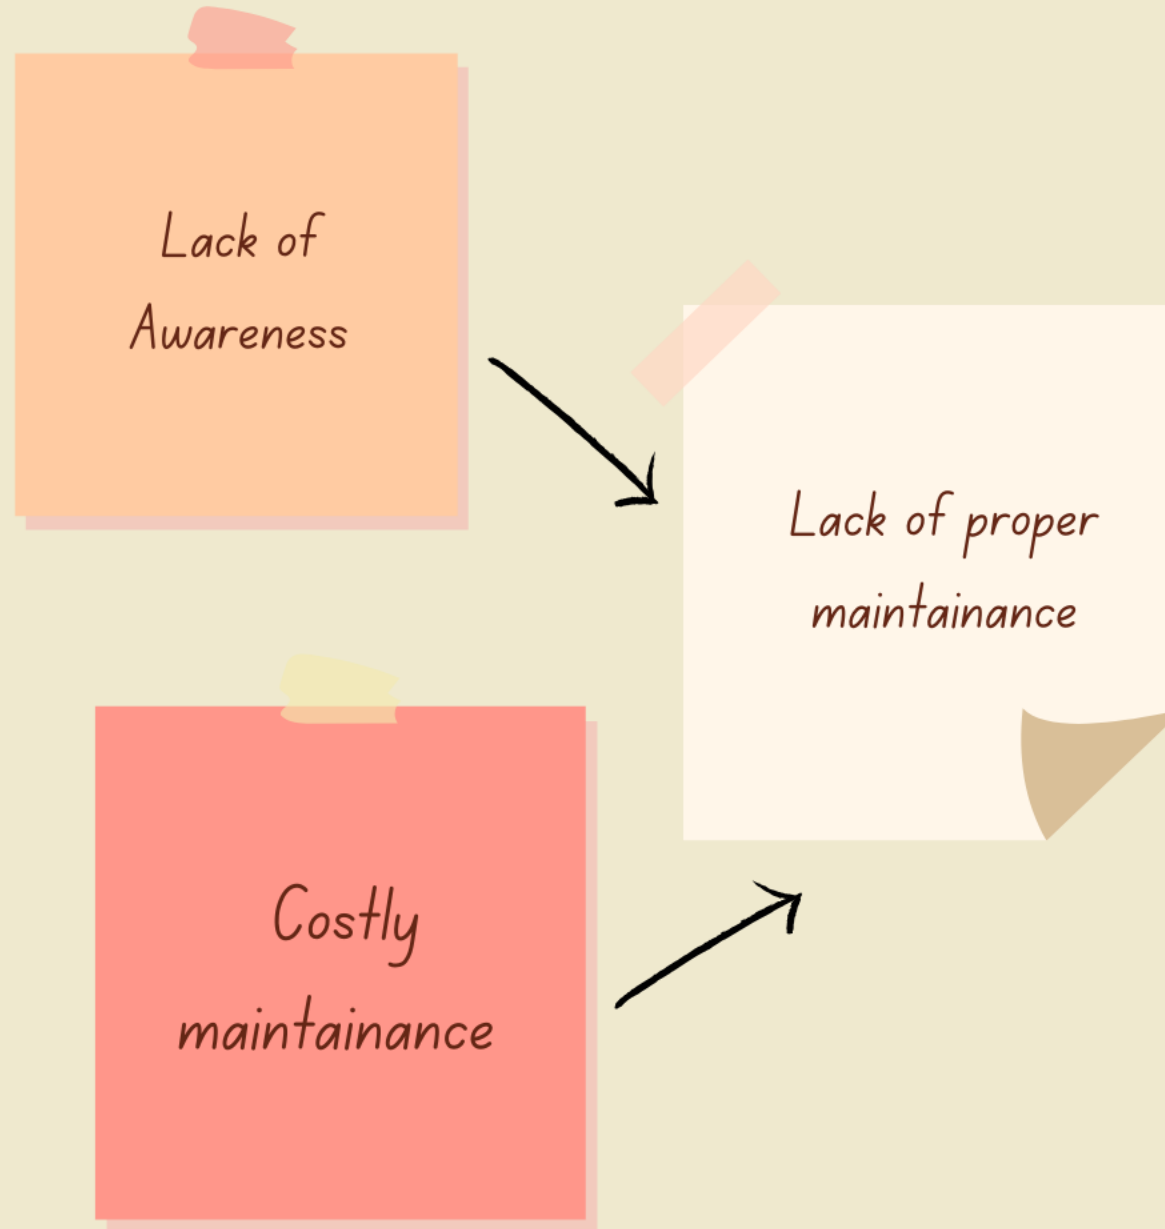 Lack of
Awareness
Lack of proper
maintainance
Costly
maintainance